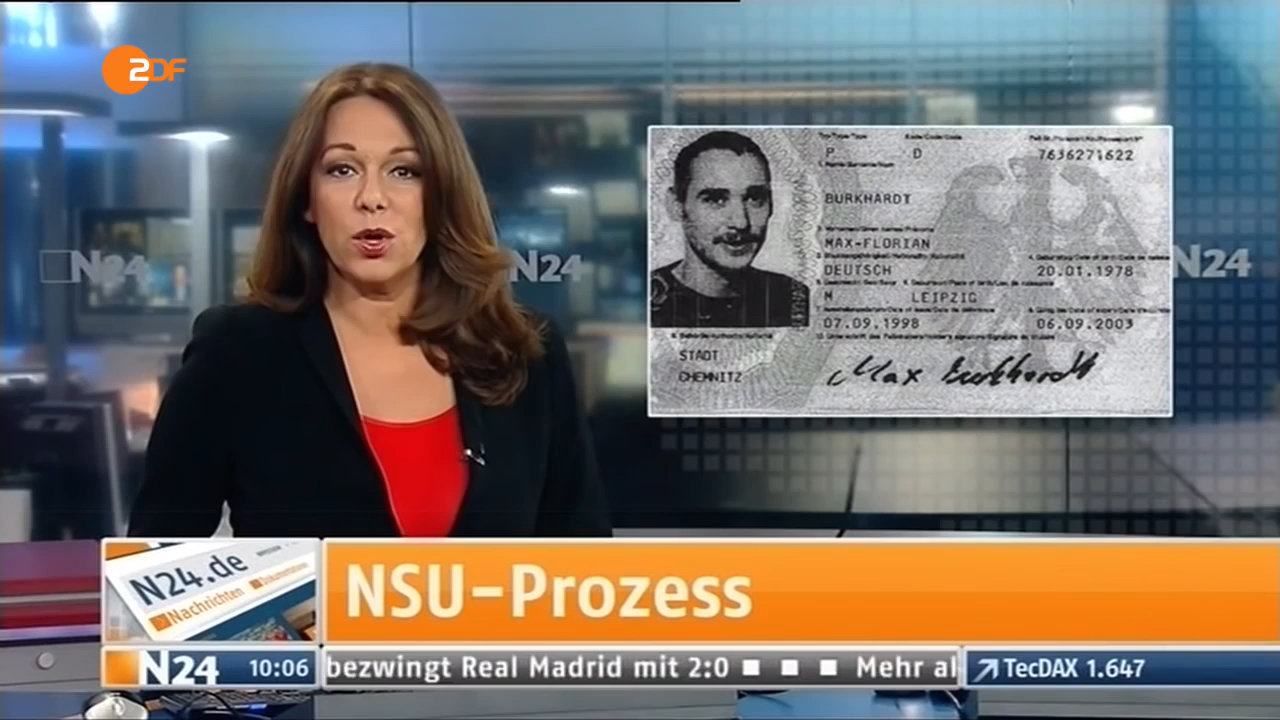 2DF
N24
N24
N24
P
D
7636271622
BURKHARDT
MAX-FLORIAN
DEUTSCH
20.01.1978
M
LEIPZIG
07.09.1998
06.09.2003
STADT
CHEMNITZ
Max Burkhardt
N24.de
Nachrichten
NSU-Prozess
N24 10:06
bezwingt Real Madrid mit 2:0 ■ ■ ■ Mehr al
TecDAX 1.647